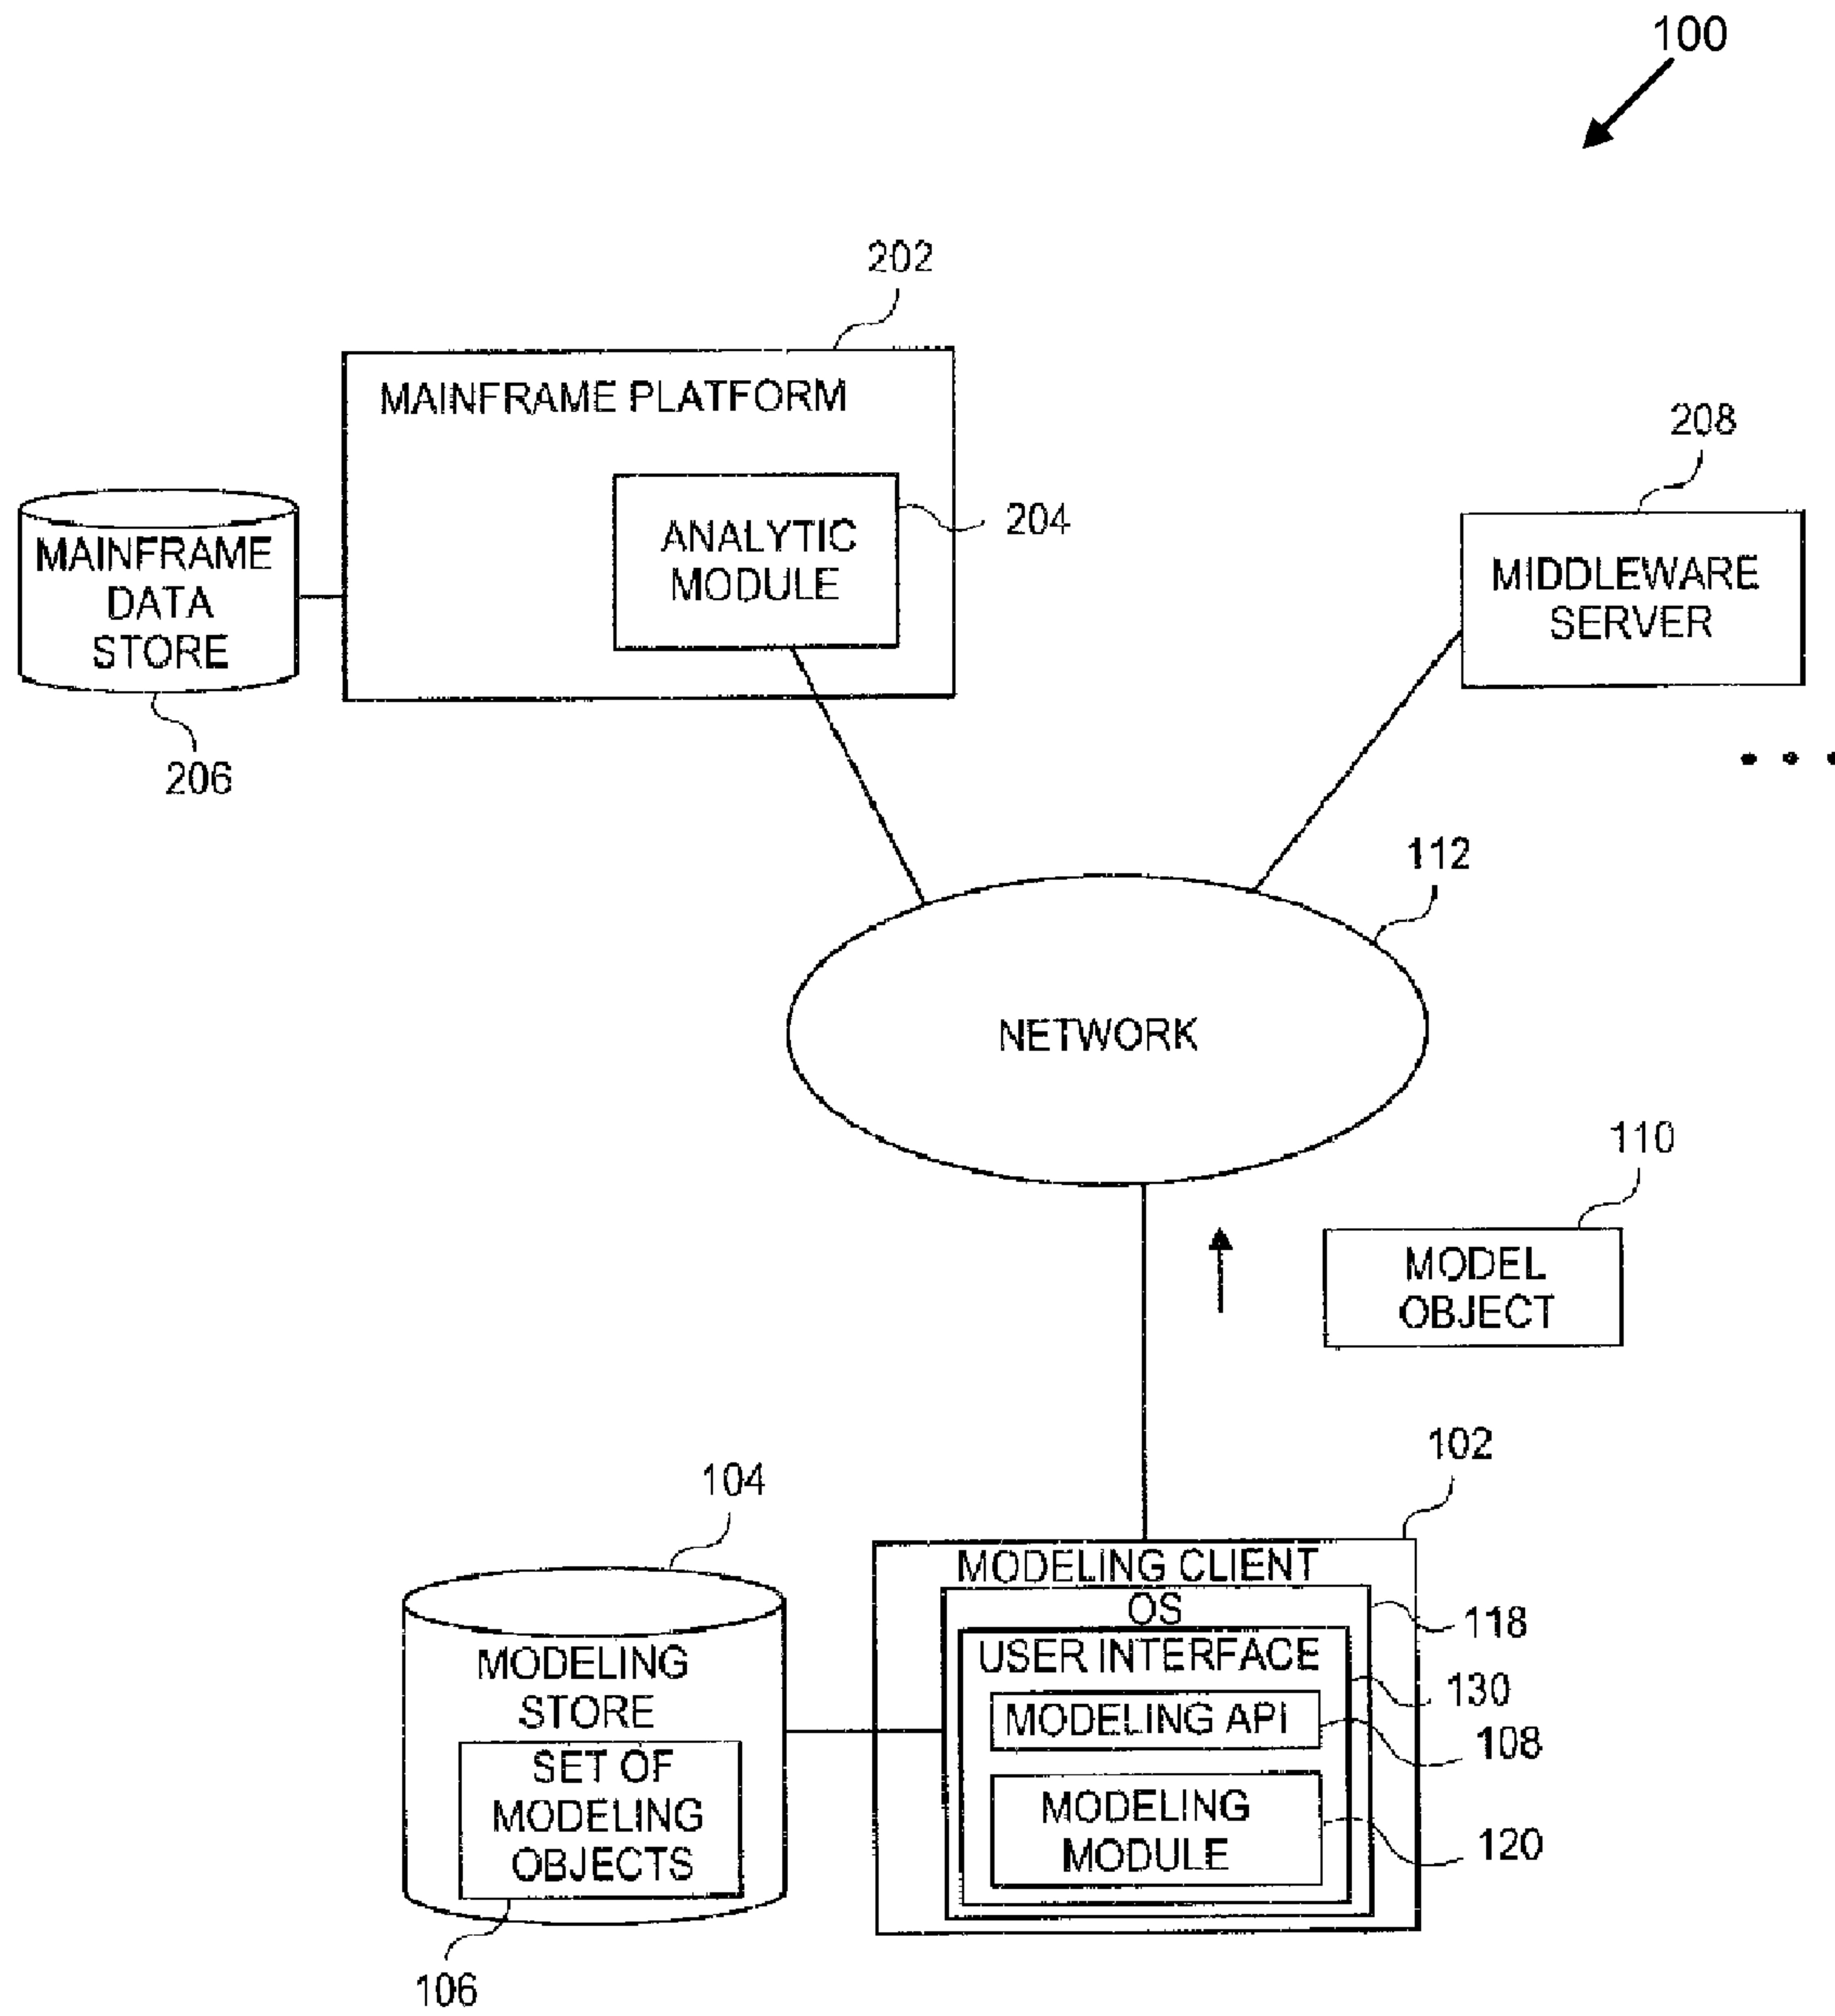 100
202
MAINFRAME PLATFORM
208
204
ANALYTIC
MODULE
MAINFRAME
DATA
STORE
MIDDLEWARE
SERVER
206
112
NETWORK
110
MODEL
OBJECT
102
104
MODELING CLIENT
OS
118
USER INTERFACE
130
MODELING API
108
MODELING
MODULE
120
MODELING
STORE
SET OF
MODELING
OBJECTS
106